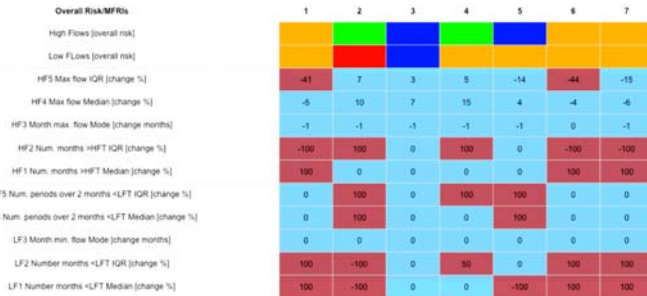 Overall Risk/MFRIs 1 2 3 4 5 6 7
High Flows [overall risk]
Low FLows [overall risk]
HF5 Max flow IQR [change %] -41 7 3 5 -14 -44 -15
HF4 Max flow Median [change %] -5 10 7 15 4 -4 -6
HF3 Month max. flow Mode [change months] -1 -1 -1 -1 -1 0 -1
HF2 Num. months >HFT IQR [change %] -100 100 0 100 0 -100 -100
HF1 Num. months >HFT Median [change %] 100 0 0 0 0 100 100
F5 Num. periods over 2 months <LFT IQR [change %] 0 100 0 100 100 0 0
Num. periods over 2 months <LFT Median [change %] 0 100 0 0 100 0 0
LF3 Month min. flow Mode [change months] 0 0 0 0 0 0 0
LF2 Number months <LFT IQR [change %] 100 -100 0 50 0 100 100
LF1 Number months <LFT Median [change %] 100 -100 0 0 -100 100 100